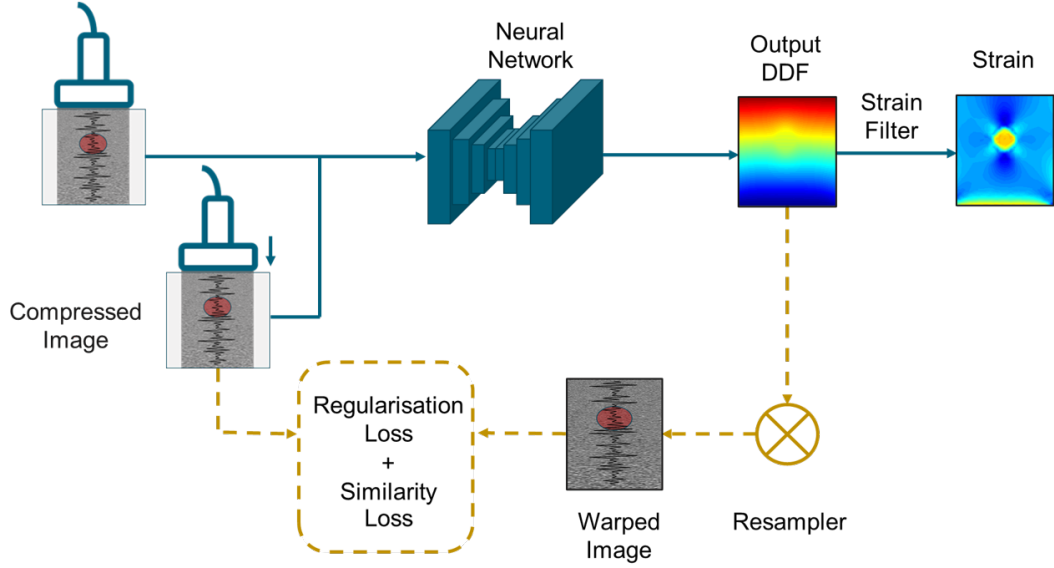 Neural
Network
Output
DDF
Strain
Filter
Strain
Compressed
Image
Regularisation
Loss
+
Similarity
Loss
Warped
Image
Resampler